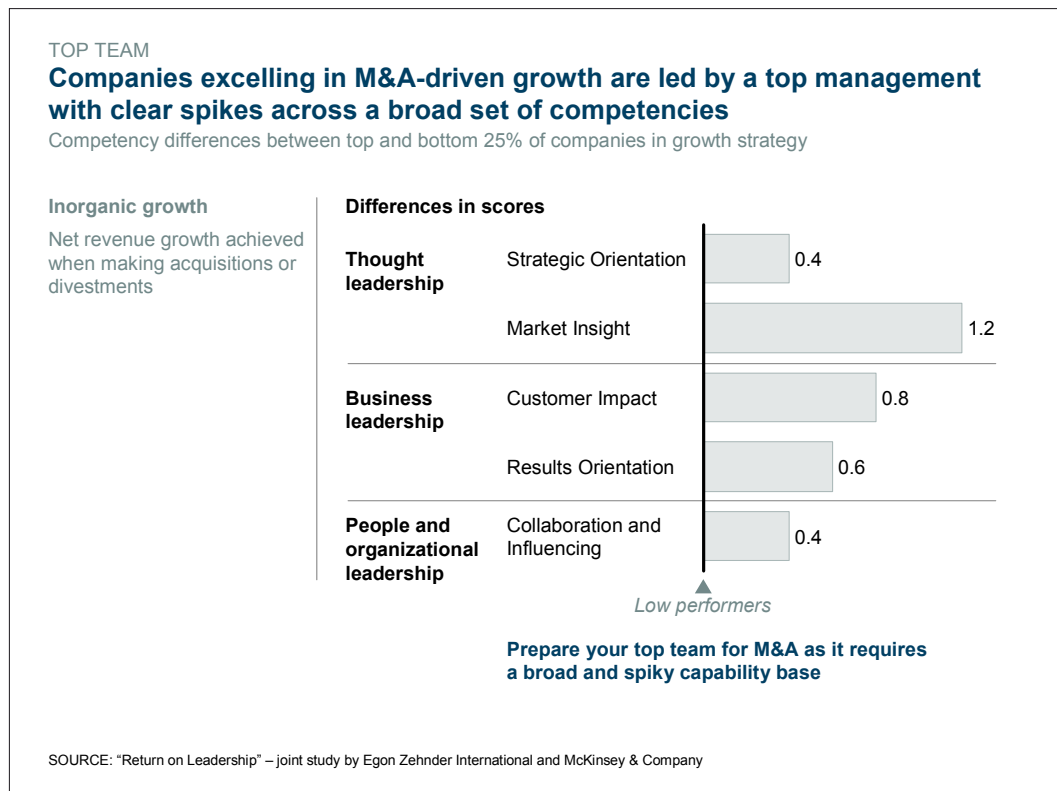 TOP TEAM
Companies excelling in M&A-driven growth are led by a top management
with clear spikes across a broad set of competencies
Competency differences between top and bottom 25% of companies in growth strategy
Inorganic growth
Net revenue growth achieved
when making acquisitions or
divestments
Differences in scores
Thought
leadership
Strategic Orientation
0.4
Market Insight
1.2
Business
leadership
Customer Impact
0.8
Results Orientation
0.6
People and
organizational
leadership
Collaboration and
Influencing
0.4
Low performers
Prepare your top team for M&A as it requires
a broad and spiky capability base
SOURCE: “Return on Leadership” – joint study by Egon Zehnder International and McKinsey & Company